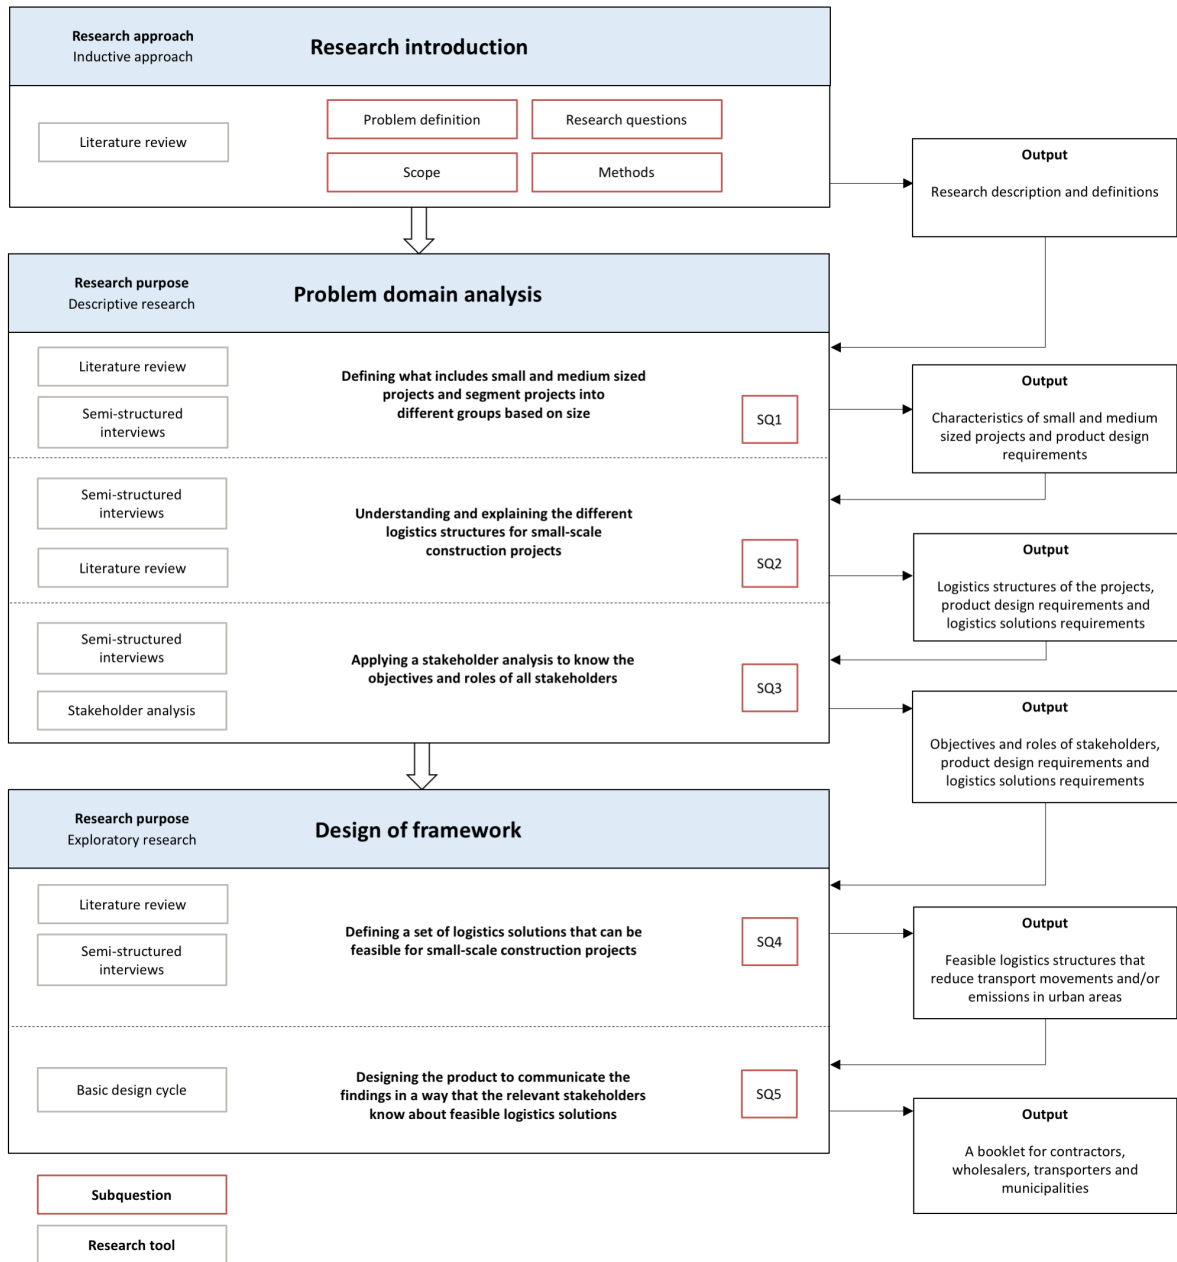 Research approach
Inductive approach
Research introduction
Literature review
Problem definition
Research questions
Scope
Methods
Output
Research description and definitions
Research purpose
Descriptive research
Problem domain analysis
Literature review
Semi-structured
interviews
Defining what includes small and medium sized
projects and segment projects into
different groups based on size
SQ1
Output
Characteristics of small and medium
sized projects and product design
requirements
Semi-structured
interviews
Literature review
Understanding and explaining the different
logistics structures for small-scale
construction projects
SQ2
Output
Logistics structures of the projects,
product design requirements and
logistics solutions requirements
Semi-structured
interviews
Stakeholder analysis
Applying a stakeholder analysis to know the
objectives and roles of all stakeholders
SQ3
Output
Objectives and roles of stakeholders,
product design requirements and
logistics solutions requirements
Research purpose
Exploratory research
Design of framework
Literature review
Semi-structured
interviews
Defining a set of logistics solutions that can be
feasible for small-scale construction projects
SQ4
Output
Feasible logistics structures that
reduce transport movements and/or
emissions in urban areas
Basic design cycle
Designing the product to communicate the
findings in a way that the relevant stakeholders
know about feasible logistics solutions
SQ5
Output
A booklet for contractors,
wholesalers, transporters and
municipalities
Subquestion
Research tool